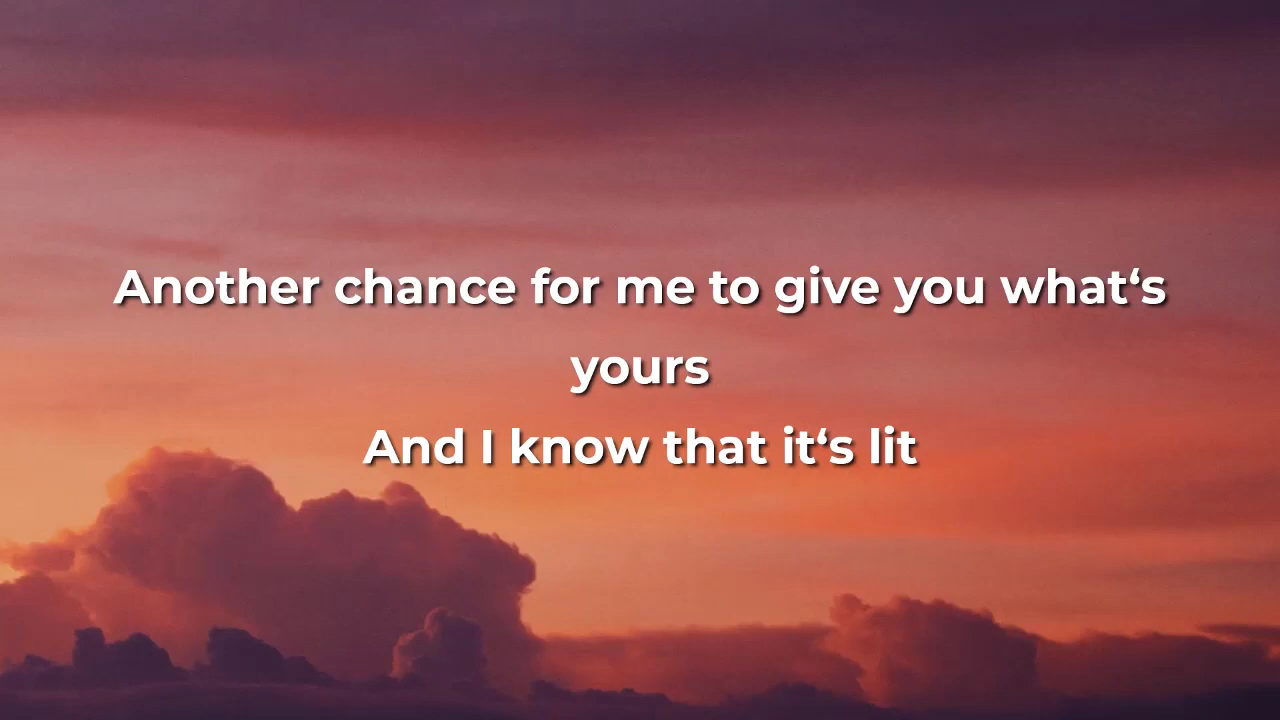 Another chance for me to give you what‘s
yours
And I know that it‘s lit